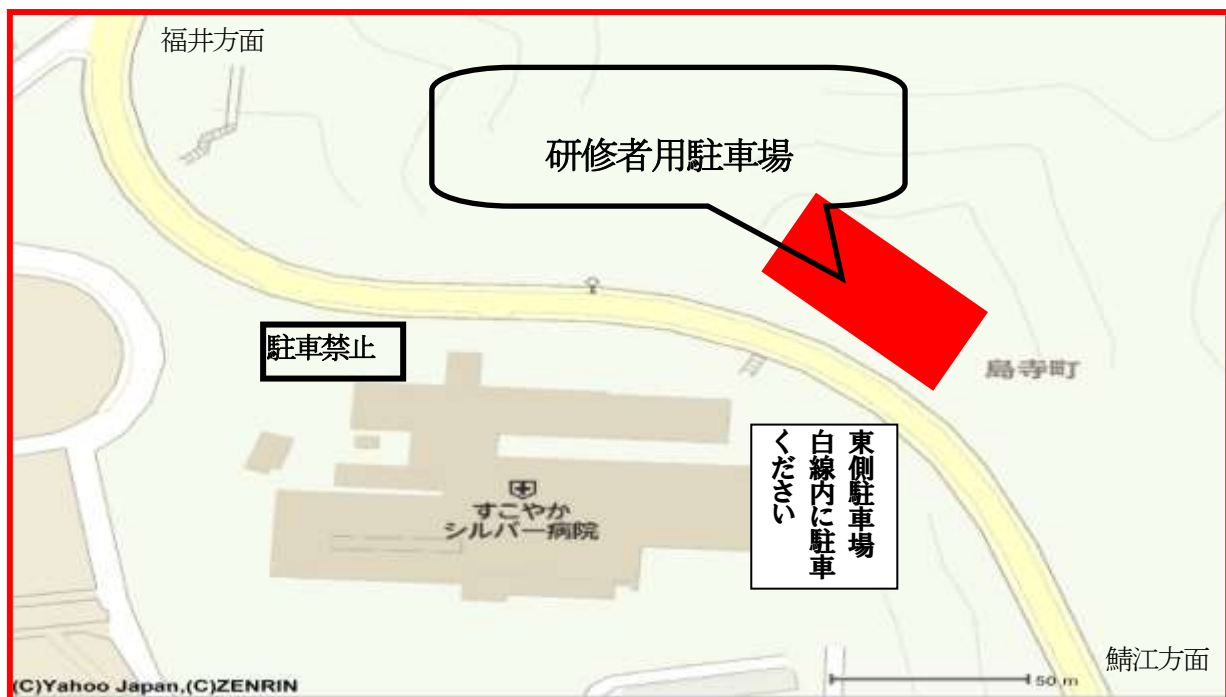 福井方面
研修者用駐車場
駐車禁止
島寺町
東側駐車場
白線内に駐車
ください
すこやか
シルバー病院
鯖江方面
50 m
(C)Yahoo Japan,(C)ZENRIN